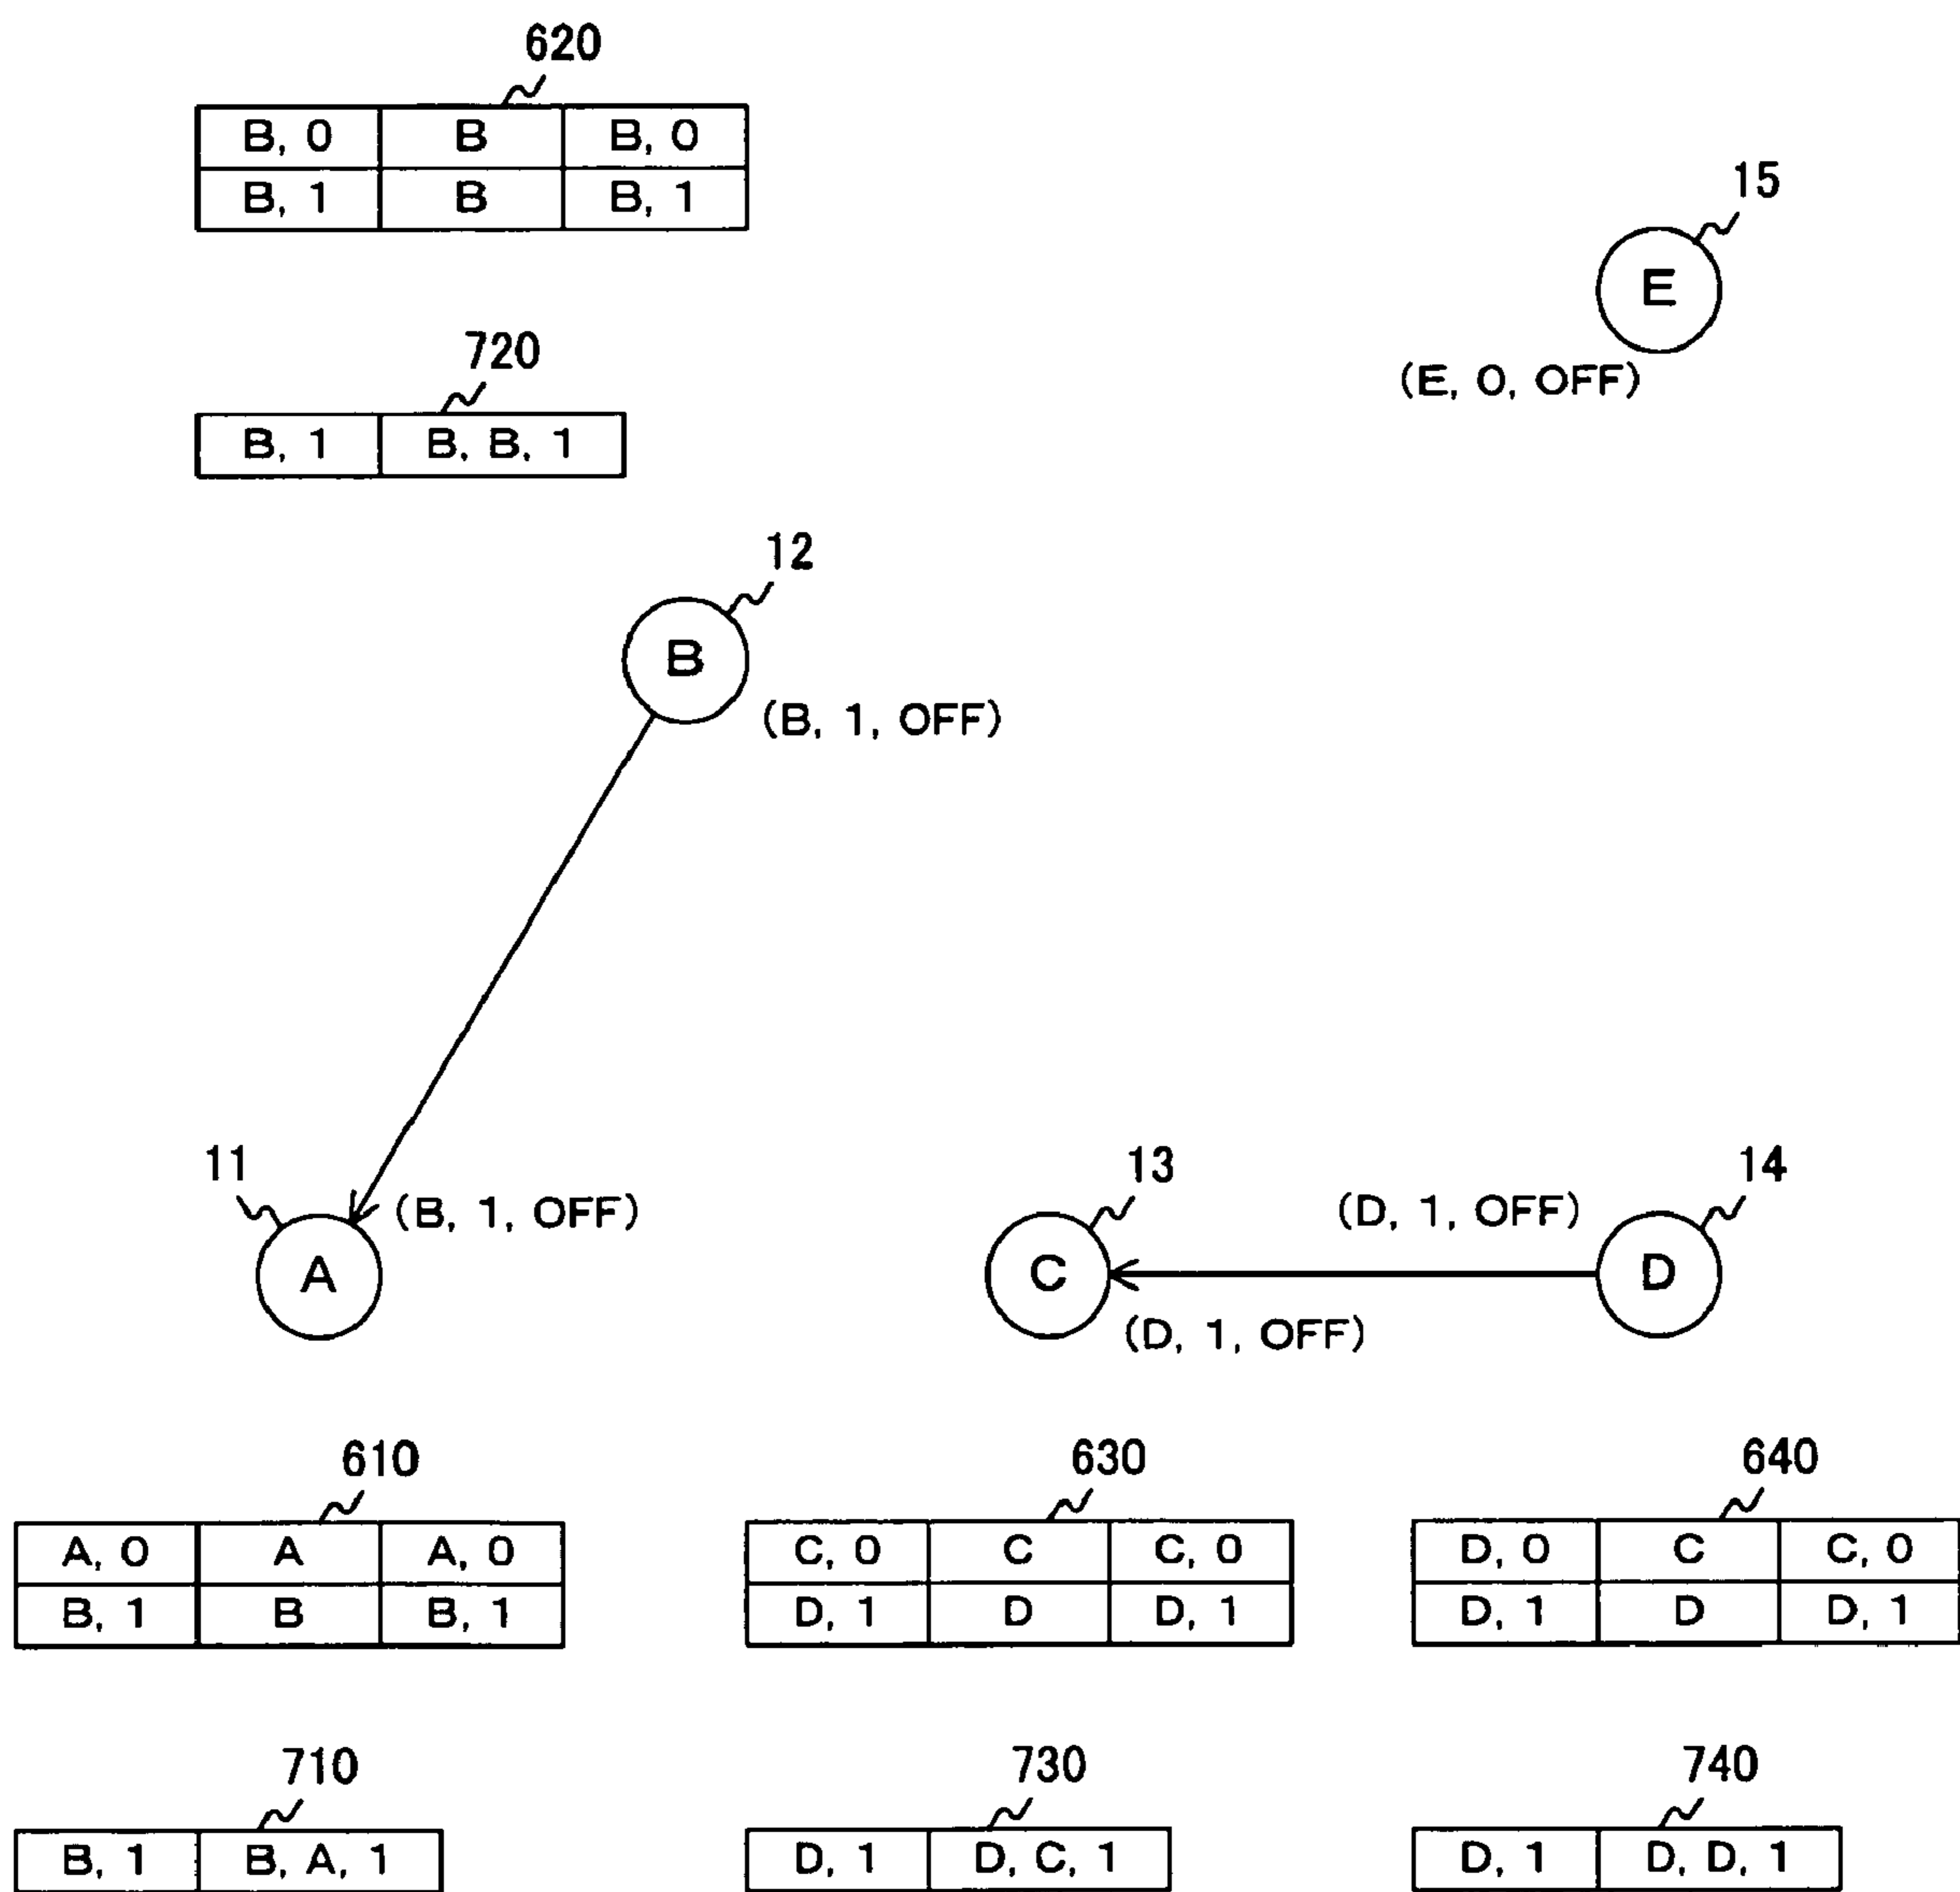 620
B, 0 B B, 0
B, 1 B B, 1
15
E
(E, 0, OFF)
720
B, 1 B, B, 1
12
B
(B, 1, OFF)
11
A
(B, 1, OFF)
13
C
(D, 1, OFF)
(D, 1, OFF)
14
D
610
A, 0 A A, 0
B, 1 B B, 1
630
C, 0 C C, 0
D, 1 D D, 1
640
D, 0 C C, 0
D, 1 D D, 1
710
B, 1 B, A, 1
730
D, 1 D, C, 1
740
D, 1 D, D, 1